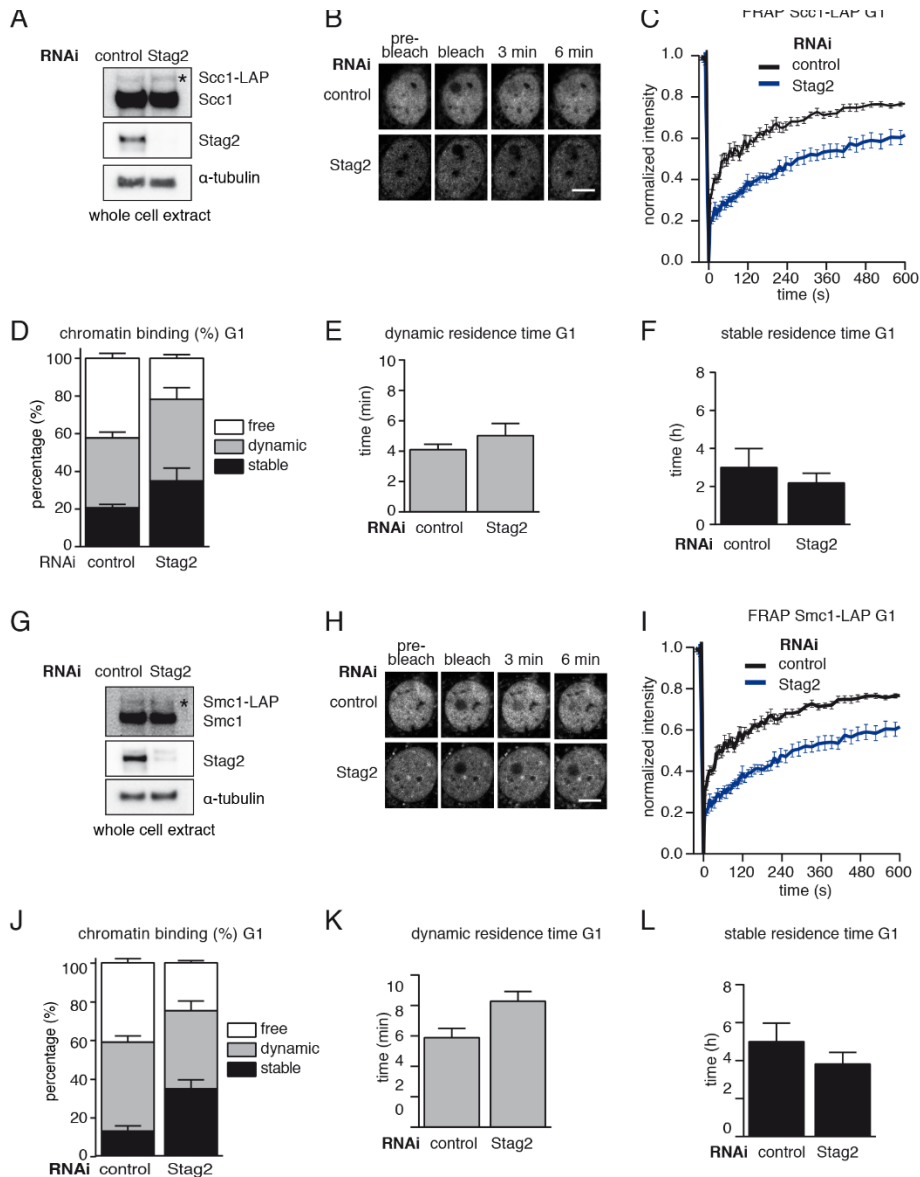 A
RNAi control Stag2
Scc1-LAP
*
Scc1
Stag2
α-tubulin
whole cell extract
B
pre-
bleach bleach 3 min 6 min
RNAi
control
Stag2
C
FRAP Scc1-LAP G1
RNAi
control
Stag2
normalized intensity
1.0
0.8
0.6
0.4
0.2
0.0
0 120 240 360 480 600
time (s)
D
chromatin binding (%) G1
percentage (%)
100
80
60
40
20
0
free
dynamic
stable
RNAi control Stag2
E
dynamic residence time G1
time (min)
10
8
6
4
2
0
RNAi control Stag2
F
stable residence time G1
time (h)
8
6
4
2
0
RNAi control Stag2
G
RNAi control Stag2
Smc1-LAP
*
Smc1
Stag2
α-tubulin
whole cell extract
H
pre-
bleach bleach 3 min 6 min
RNAi
control
Stag2
I
FRAP Smc1-LAP G1
RNAi
control
Stag2
normalized intensity
1.0
0.8
0.6
0.4
0.2
0.0
0 120 240 360 480 600
time (s)
J
chromatin binding (%) G1
percentage (%)
100
80
60
40
20
0
free
dynamic
stable
RNAi control Stag2
K
dynamic residence time G1
time (min)
10
8
6
4
2
0
RNAi control Stag2
L
stable residence time G1
time (h)
8
6
4
2
0
RNAi control Stag2